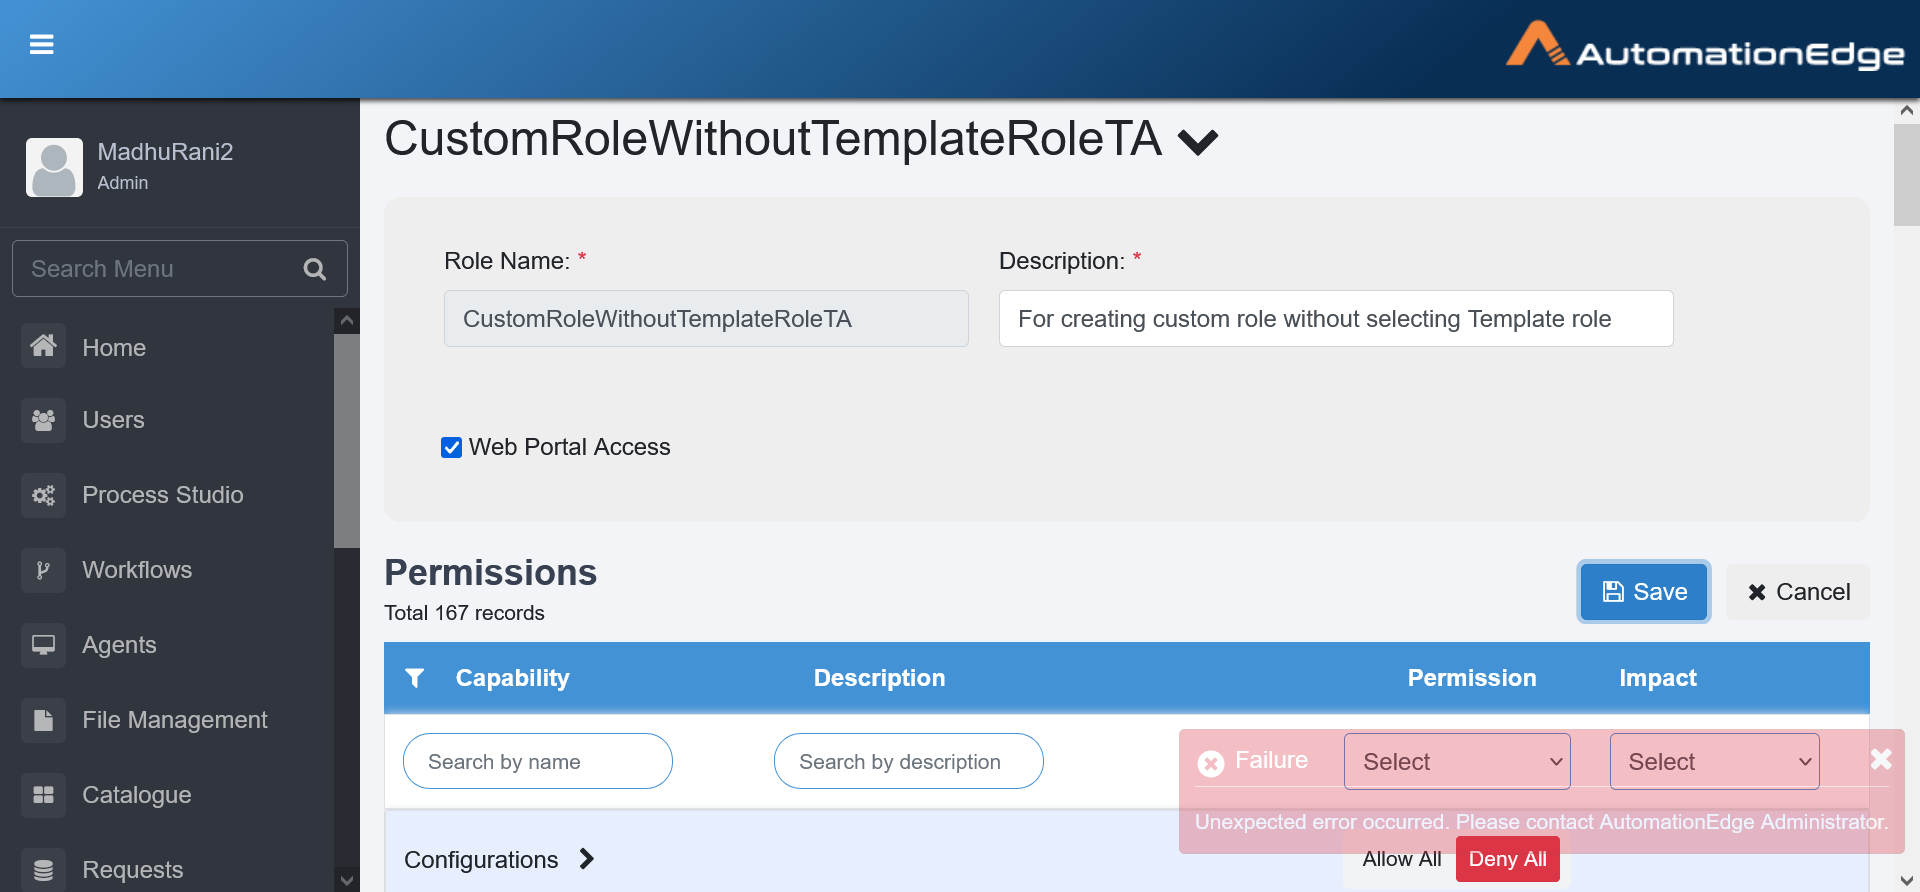 AutomationEdge
MadhuRani2
Admin
Search Menu
Home
Users
Process Studio
Workflows
Agents
File Management
Catalogue
Requests
CustomRoleWithoutTemplateRoleTA
Role Name: *
Description: *
CustomRoleWithoutTemplateRoleTA
For creating custom role without selecting Template role
Web Portal Access
Permissions
Total 167 records
Save
Cancel
Capability
Description
Permission
Impact
Search by name
Search by description
Failure
Select
Select
Unexpected error occurred. Please contact AutomationEdge Administrator.
Configurations
Allow All
Deny All